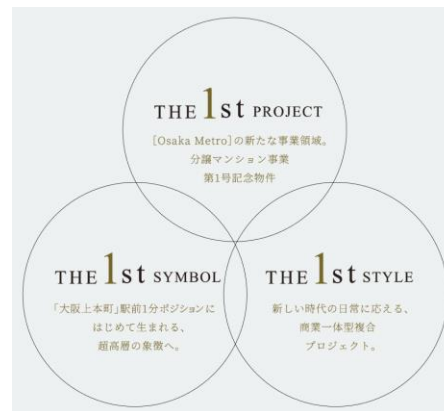 THE 1st PROJECT
［Osaka Metro］の新たな事業領域。
分譲マンション事業
第1号記念物件
THE 1st SYMBOL
「大阪上本町」駅前1分ポジションに
はじめて生まれる、
超高層の象徴へ。
THE 1st STYLE
新しい時代の日常に応える、
商業一体型複合
プロジェクト。